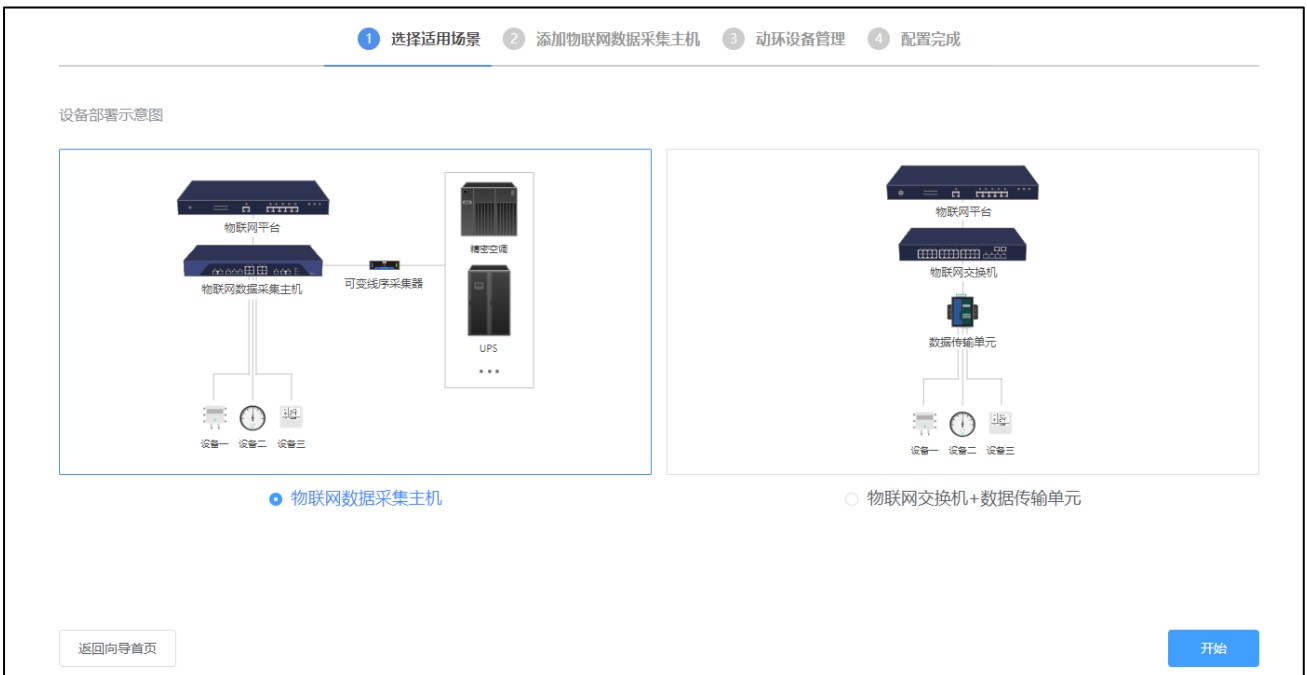 1 选择适用场景 2 添加物联网数据采集主机 3 动环设备管理 4 配置完成
设备部署示意图
物联网平台
物联网数据采集主机
可变线序采集器
精密空调
UPS
设备一 设备二 设备三
物联网平台
物联网交换机
数据传输单元
设备一 设备二 设备三
物联网数据采集主机
物联网交换机+数据传输单元
返回向导首页
开始